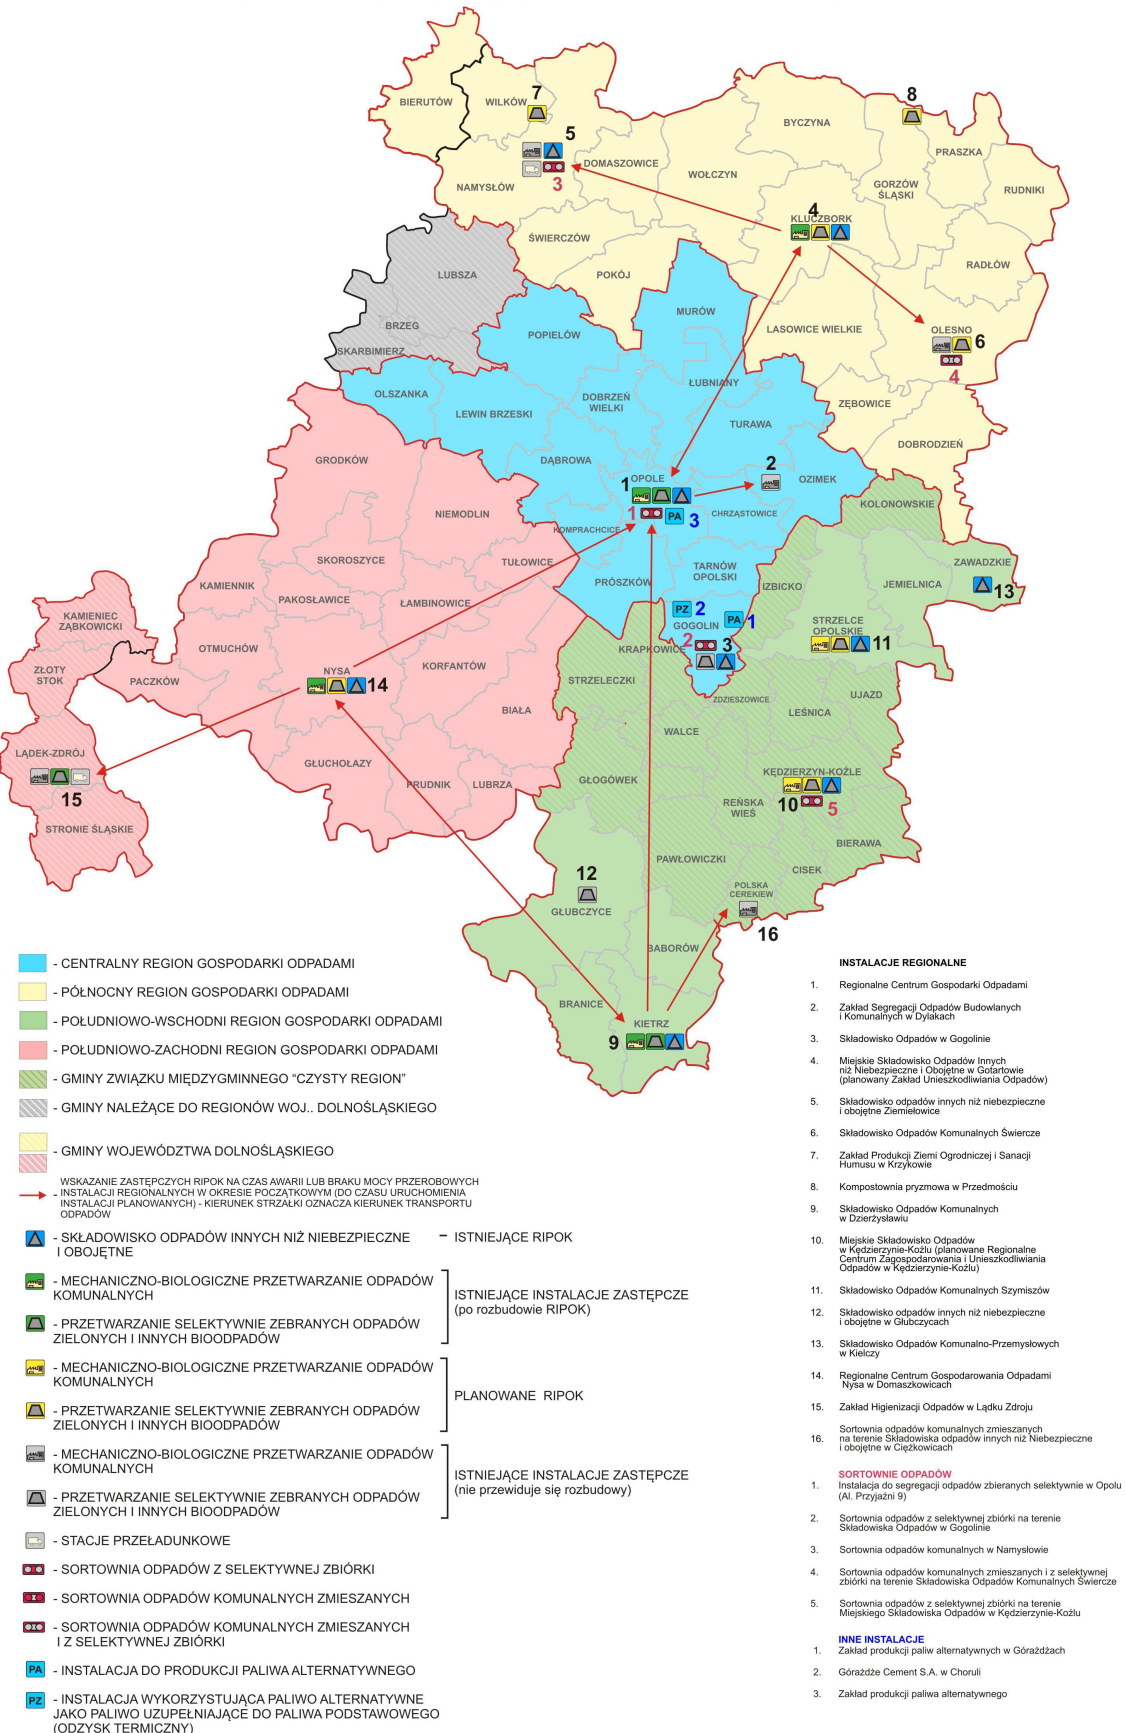 BIERUTÓW
WILKÓW
7
8
BYCZYNA
5
DOMASZOWICE
PRASZKA
WOŁCZYN
NAMYSŁÓW
3
GORZÓW
ŚLĄSKI
RUDNIKI
4
KLUCZBORK
ŚWIERCZÓW
RADŁÓW
LUBSZA
POKÓJ
MURÓW
BRZEG
POPIELÓW
LASOWICE WIELKIE
OLESNO
6
SKARBIMIERZ
4
OLSZANKA
ŁUBNIANY
DOBRZEŃ
WIELKI
LEWIN BRZESKI
ZĘBOWICE
TURAWA
DOBRODZIEŃ
GRODKÓW
DĄBROWA
2
OPOLE
1
OZIMEK
NIEMODLIN
1
PA
3
CHRZĄSTOWICE
KOLONOWSKIE
KOMPRACHCICE
SKOROSZYCE
TUŁOWICE
TARNÓW
OPOLSKI
ZAWADZKIE
PRÓSZKÓW
IZBICKO
JEMIELNICA
13
KAMIENNIK
PAKOSŁAWICE
ŁAMBINOWICE
KAMIENIEC
ZĄBKOWICKI
PZ
2
PA
1
GOGOLIN
STRZELCE
OPOLSKIE
11
OTMUCHÓW
KRAPKOWICE
2
3
ZŁOTY
STOK
PACZKÓW
NYSA
14
KORFANTÓW
STRZELECZKI
ZDZIESZOWICE
UJAZD
BIAŁA
LEŚNICA
WALCE
LĄDEK-ZDRÓJ
15
GŁUCHOŁAZY
PRUDNIK
LUBRZA
GŁOGÓWEK
KĘDZIERZYN-KOŹLE
10
5
REŃSKA
WIEŚ
STRONIE ŚLĄSKIE
BIERAWA
PAWŁOWICZKI
CISEK
12
GŁUBCZYCE
POLSKA
CEREKIEW
16
BABORÓW
BRANICE
KIETRZ
9
- CENTRALNY REGION GOSPODARKI ODPADAMI
- PÓŁNOCNY REGION GOSPODARKI ODPADAMI
- POŁUDNIOWO-WSCHODNI REGION GOSPODARKI ODPADAMI
- POŁUDNIOWO-ZACHODNI REGION GOSPODARKI ODPADAMI
- GMINY ZWIĄZKU MIĘDZYGMINNEGO “CZYSTY REGION”
- GMINY NALEŻĄCE DO REGIONÓW WOJ.. DOLNOŚLĄSKIEGO
- GMINY WOJEWÓDZTWA DOLNOŚLĄSKIEGO
WSKAZANIE ZASTĘPCZYCH RIPOK NA CZAS AWARII LUB BRAKU MOCY PRZEROBOWYCH
- INSTALACJI REGIONALNYCH W OKRESIE POCZĄTKOWYM (DO CZASU URUCHOMIENIA
INSTALACJI PLANOWANYCH) - KIERUNEK STRZAŁKI OZNACZA KIERUNEK TRANSPORTU
ODPADÓW
- SKŁADOWISKO ODPADÓW INNYCH NIŻ NIEBEZPIECZNE
I OBOJĘTNE
– ISTNIEJĄCE RIPOK
- MECHANICZNO-BIOLOGICZNE PRZETWARZANIE ODPADÓW
KOMUNALNYCH
- PRZETWARZANIE SELEKTYWNIE ZEBRANYCH ODPADÓW
ZIELONYCH I INNYCH BIOODPADÓW
ISTNIEJĄCE INSTALACJE ZASTĘPCZE
(po rozbudowie RIPOK)
- MECHANICZNO-BIOLOGICZNE PRZETWARZANIE ODPADÓW
KOMUNALNYCH
- PRZETWARZANIE SELEKTYWNIE ZEBRANYCH ODPADÓW
ZIELONYCH I INNYCH BIOODPADÓW
PLANOWANE RIPOK
- MECHANICZNO-BIOLOGICZNE PRZETWARZANIE ODPADÓW
KOMUNALNYCH
- PRZETWARZANIE SELEKTYWNIE ZEBRANYCH ODPADÓW
ZIELONYCH I INNYCH BIOODPADÓW
ISTNIEJĄCE INSTALACJE ZASTĘPCZE
(nie przewiduje się rozbudowy)
- STACJE PRZEŁADUNKOWE
- SORTOWNIA ODPADÓW Z SELEKTYWNEJ ZBIÓRKI
- SORTOWNIA ODPADÓW KOMUNALNYCH ZMIESZANYCH
- SORTOWNIA ODPADÓW KOMUNALNYCH ZMIESZANYCH
I Z SELEKTYWNEJ ZBIÓRKI
PA - INSTALACJA DO PRODUKCJI PALIWA ALTERNATYWNEGO
PZ - INSTALACJA WYKORZYSTUJĄCA PALIWO ALTERNATYWNE
JAKO PALIWO UZUPEŁNIAJĄCE DO PALIWA PODSTAWOWEGO
(ODZYSK TERMICZNY)
INSTALACJE REGIONALNE
1. Regionalne Centrum Gospodarki Odpadami
2. Zakład Segregacji Odpadów Budowlanych
i Komunalnych w Dylakach
3. Składowisko Odpadów w Gogolinie
4. Miejskie Składowisko Odpadów Innych
niż Niebezpieczne i Obojętne w Gotartowie
(planowany Zakład Unieszkodliwiania Odpadów)
5. Składowisko odpadów innych niż niebezpieczne
i obojętne Ziemiełowice
6. Składowisko Odpadów Komunalnych Świercze
7. Zakład Produkcji Ziemi Ogrodniczej i Sanacji
Humusu w Krzykowie
8. Kompostownia pryzmowa w Przedmościu
9. Składowisko Odpadów Komunalnych
w Dzierżysławiu
10. Miejskie Składowisko Odpadów
w Kędzierzynie-Koźlu (planowane Regionalne
Centrum Zagospodarowania i Unieszkodliwiania
Odpadów w Kędzierzynie-Koźlu)
11. Składowisko Odpadów Komunalnych Szymiszów
12. Składowisko odpadów innych niż niebezpieczne
i obojętne w Głubczycach
13. Składowisko Odpadów Komunalno-Przemysłowych
w Kielczy
14. Regionalne Centrum Gospodarowania Odpadami
Nysa w Domaszkowicach
15. Zakład Higienizacji Odpadów w Lądku Zdroju
Sortownia odpadów komunalnych zmieszanych
16. na terenie Składowiska odpadów innych niż Niebezpieczne
i obojętne w Ciężkowicach
SORTOWNIE ODPADÓW
1. Instalacja do segregacji odpadów zbieranych selektywnie w Opolu
(Al. Przyjaźni 9)
2. Sortownia odpadów z selektywnej zbiórki na terenie
Składowiska Odpadów w Gogolinie
3. Sortownia odpadów komunalnych w Namysłowie
4. Sortownia odpadów komunalnych zmieszanych i z selektywnej
zbiórki na terenie Składowiska Odpadów Komunalnych Świercze
5. Sortownia odpadów z selektywnej zbiórki na terenie
Miejskiego Składowiska Odpadów w Kędzierzynie-Koźlu
INNE INSTALACJE
1. Zakład produkcji paliw alternatywnych w Górażdżach
2. Górażdże Cement S.A. w Choruli
3. Zakład produkcji paliwa alternatywnego